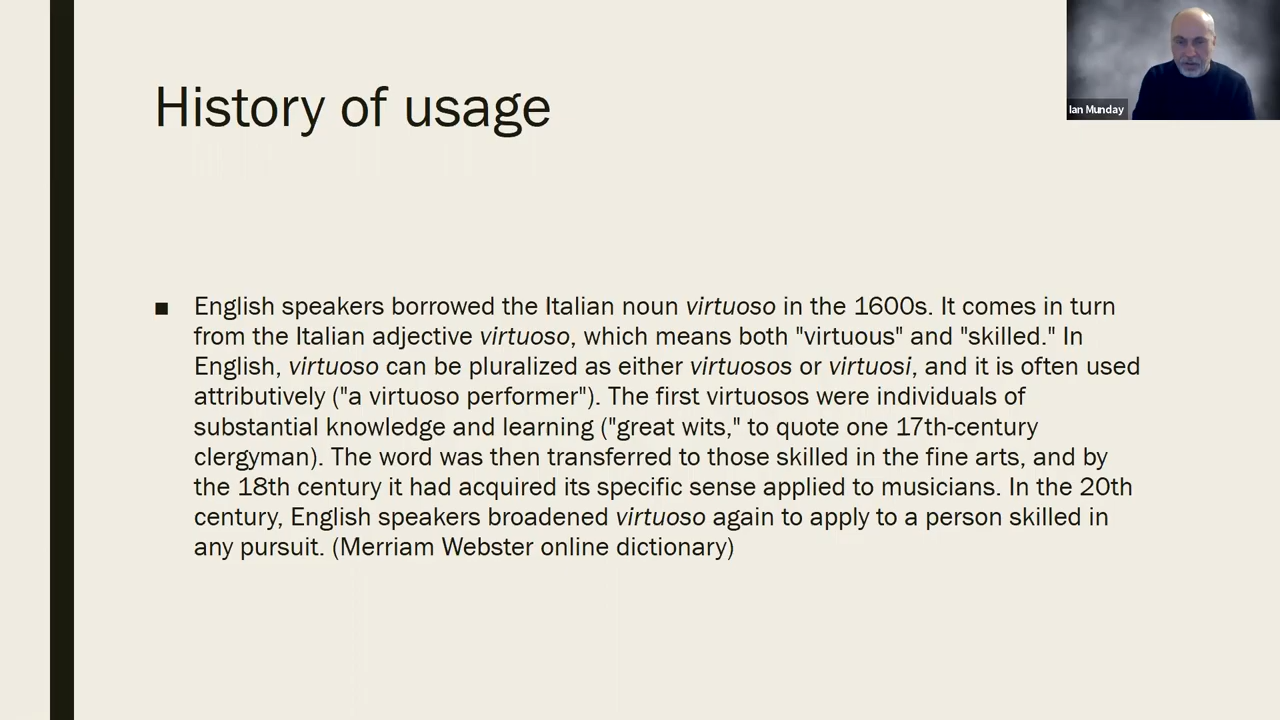 History of usage
Ian Munday
■ English speakers borrowed the Italian noun virtuoso in the 1600s. It comes in turn
from the Italian adjective virtuoso, which means both "virtuous" and "skilled." In
English, virtuoso can be pluralized as either virtuosos or virtuosi, and it is often used
attributively ("a virtuoso performer"). The first virtuosos were individuals of
substantial knowledge and learning ("great wits," to quote one 17th-century
clergyman). The word was then transferred to those skilled in the fine arts, and by
the 18th century it had acquired its specific sense applied to musicians. In the 20th
century, English speakers broadened virtuoso again to apply to a person skilled in
any pursuit. (Merriam Webster online dictionary)